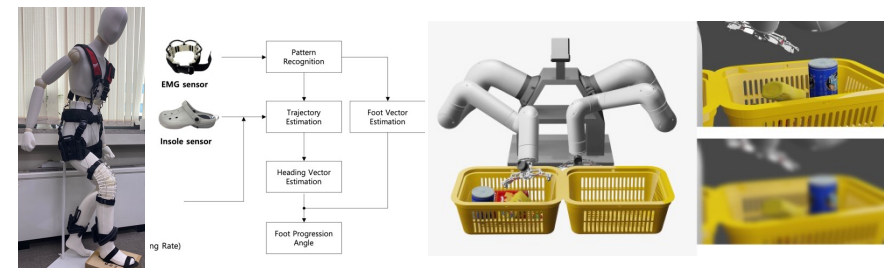 Pattern
Recognition
EMG sensor
Trajectory
Estimation
Foot Vector
Estimation
Insole sensor
Heading Vector
Estimation
Foot Progression
Angle
ng Rate)